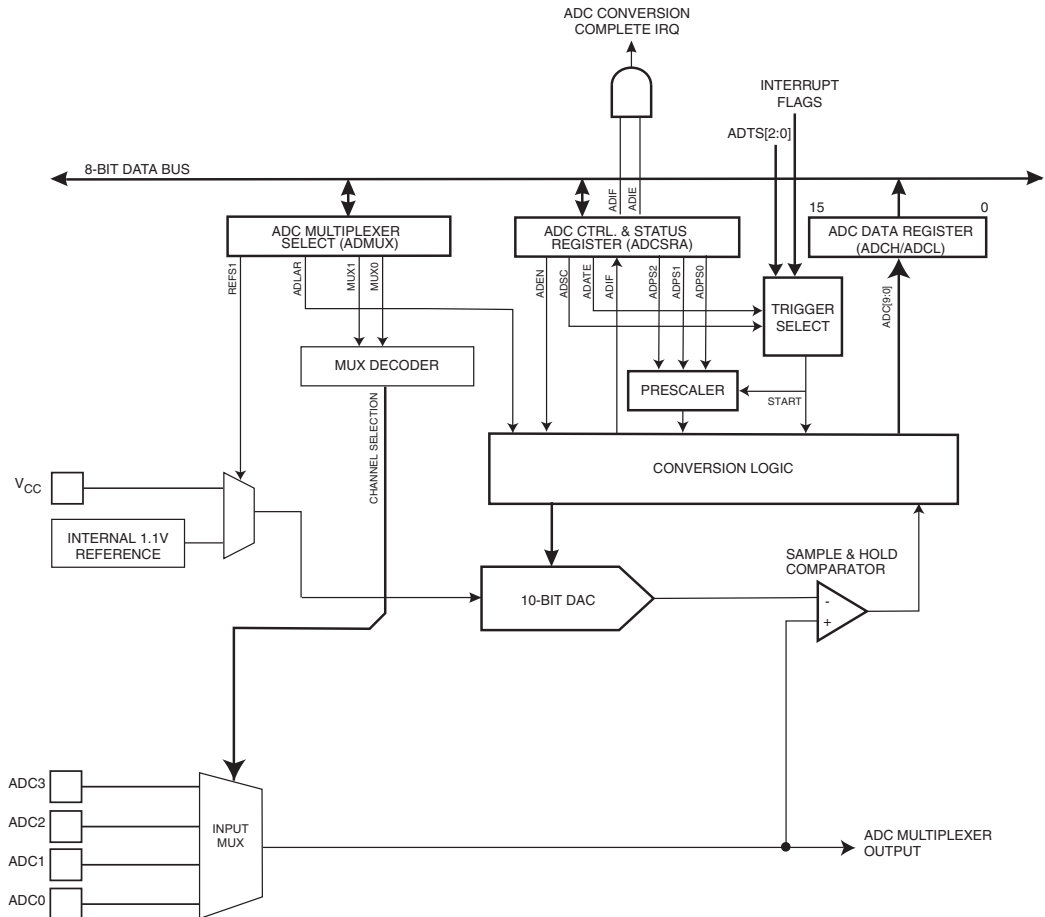 ADC CONVERSION
COMPLETE IRQ
INTERRUPT
FLAGS
ADTS[2:0]
8-BIT DATA BUS
ADIF
ADIE
15
0
ADC MULTIPLEXER
SELECT (ADMUX)
ADC CTRL. & STATUS
REGISTER (ADCSRA)
ADC DATA REGISTER
(ADCH/ADCL)
REFS1
ADLAR
MUX1
MUX0
ADEN
ADSC
ADATE
ADIF
ADPS2
ADPS1
ADPS0
ADC[9:0]
TRIGGER
SELECT
MUX DECODER
PRESCALER
START
CHANNEL SELECTION
CONVERSION LOGIC
VCC
INTERNAL 1.1V
REFERENCE
SAMPLE & HOLD
COMPARATOR
10-BIT DAC
-
+
ADC3
ADC2
ADC1
ADC0
INPUT
MUX
ADC MULTIPLEXER
OUTPUT